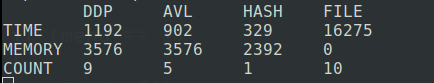 DDP AVL HASH FILE
TIME 1192 902 329 16275
MEMORY 3576 3576 2392 0
COUNT 9 5 1 10